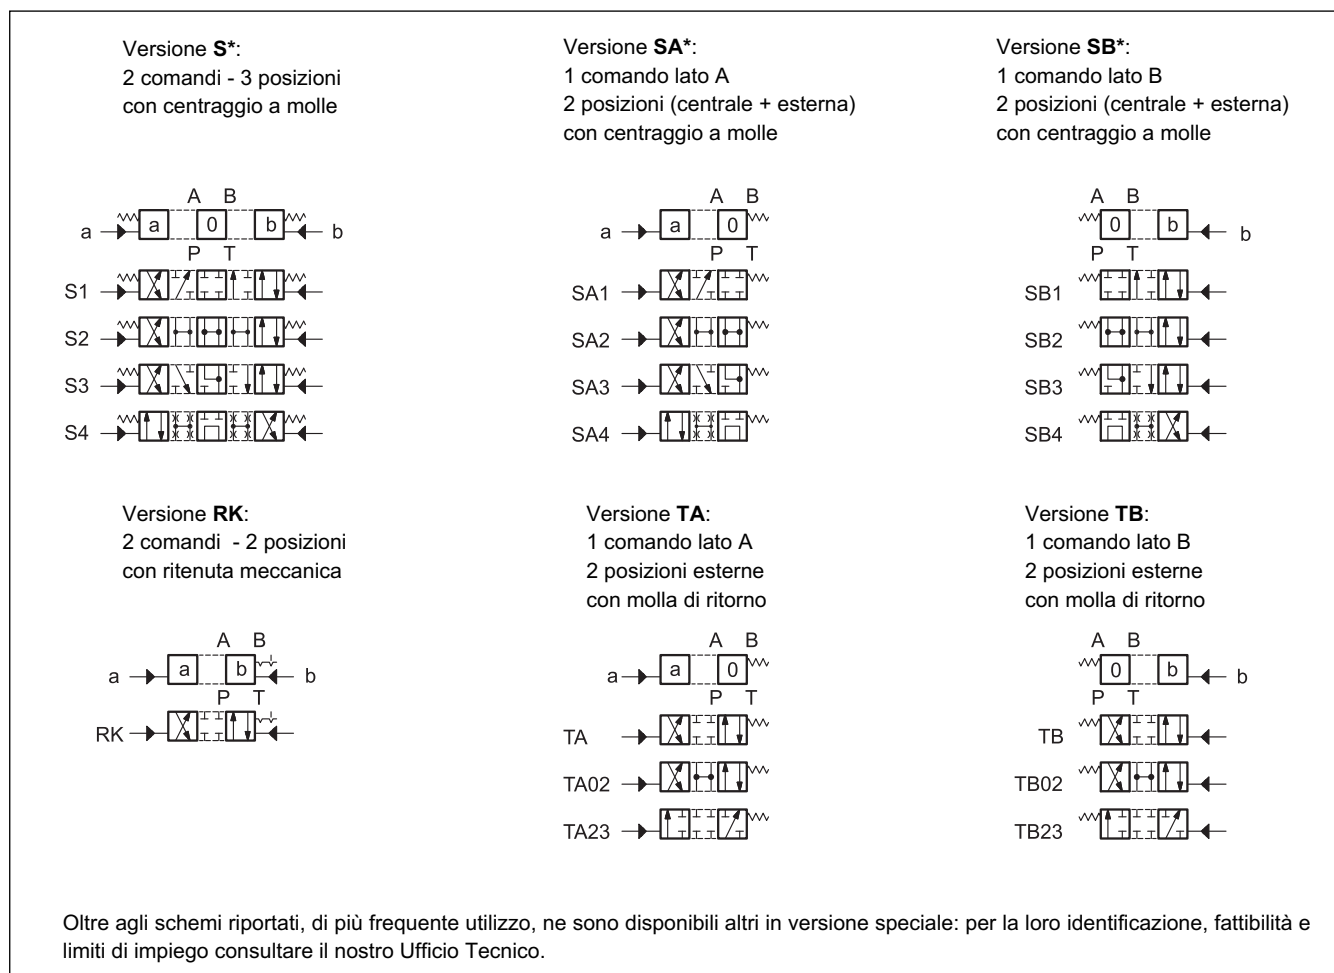 Versione S*:
2 comandi - 3 posizioni
con centraggio a molle
Versione SA*:
1 comando lato A
2 posizioni (centrale + esterna)
con centraggio a molle
Versione SB*:
1 comando lato B
2 posizioni (centrale + esterna)
con centraggio a molle
A B
a a 0 b b
P T
S1
S2
S3
S4
A B
a a 0
P T
SA1
SA2
SA3
SA4
A B
0 b b
P T
SB1
SB2
SB3
SB4
Versione RK:
2 comandi - 2 posizioni
con ritenuta meccanica
Versione TA:
1 comando lato A
2 posizioni esterne
con molla di ritorno
Versione TB:
1 comando lato B
2 posizioni esterne
con molla di ritorno
A B
a a b b
P T
RK
A B
a a 0
P T
TA
TA02
TA23
A B
0 b b
P T
TB
TB02
TB23
Oltre agli schemi riportati, di più frequente utilizzo, ne sono disponibili altri in versione speciale: per la loro identificazione, fattibilità e
limiti di impiego consultare il nostro Ufficio Tecnico.